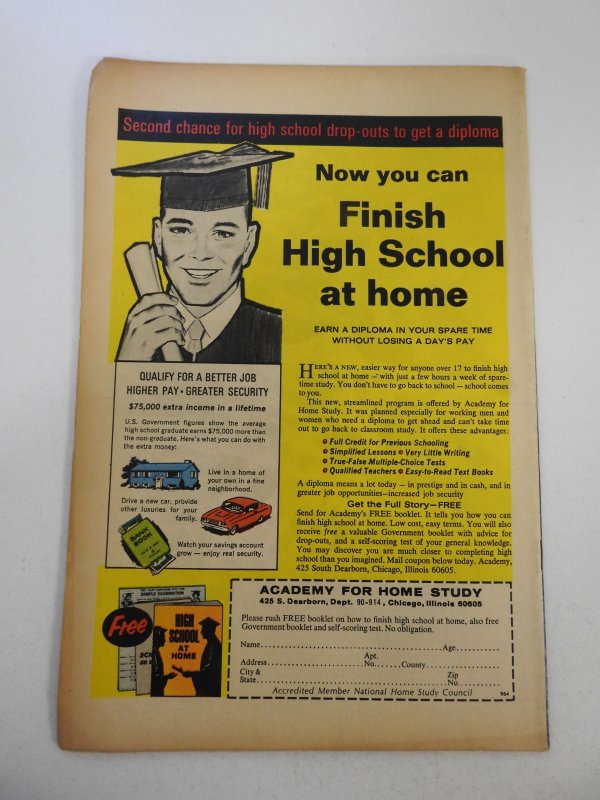 Second chance for high school drop-outs to get a diploma
Now you can
Finish
High School
at home
EARN A DIPLOMA IN YOUR SPARE TIME
WITHOUT LOSING A DAY'S PAY
QUALIFY FOR A BETTER JOB
HIGHER PAY • GREATER SECURITY
$75,000 extra income in a lifetime
U.S. Government figures show the average
high school graduate earns $75,000 more than
the non-graduate. Here's what you can do with
the extra money:
Live in a home of
your own in a fine
neighborhood.
Drive a new car, provide
other luxuries for your
family.
BANK
BOOK
Watch your savings account
grow — enjoy real security.
HERE'S A NEW, easier way for anyone over 17 to finish high
school at home — with just a few hours a week of spare-
time study. You don't have to go back to school — school comes
to you.
This new, streamlined program is offered by Academy for
Home Study. It was planned especially for working men and
women who need a diploma to get ahead and can't take time
out to go back to classroom study. It offers these advantages:
• Full Credit for Previous Schooling
• Simplified Lessons • Very Little Writing
• True-False Multiple-Choice Tests
• Qualified Teachers • Easy-to-Read Text Books
A diploma means a lot today — in prestige and in cash, and in
greater job opportunities—increased job security
Get the Full Story—FREE
Send for Academy's FREE booklet. It tells you how you can
finish high school at home. Low cost, easy terms. You will also
receive free a valuable Government booklet with advice for
drop-outs, and a self-scoring test of your general knowledge.
You may discover you are much closer to completing high
school than you imagined. Mail coupon below today. Academy,
425 South Dearborn, Chicago, Illinois 60605.
SAMPLE EXAMINATION
Free
HIGH
SCHOOL
AT
HOME
ACADEMY FOR HOME STUDY
425 S. Dearborn, Dept. 90-914, Chicago, Illinois 60605
Please rush FREE booklet on how to finish high school at home, also free
Government booklet and self-scoring test. No obligation.
Name Age
Address Apt. No. County
City & State Zip No.
Accredited Member National Home Study Council 964